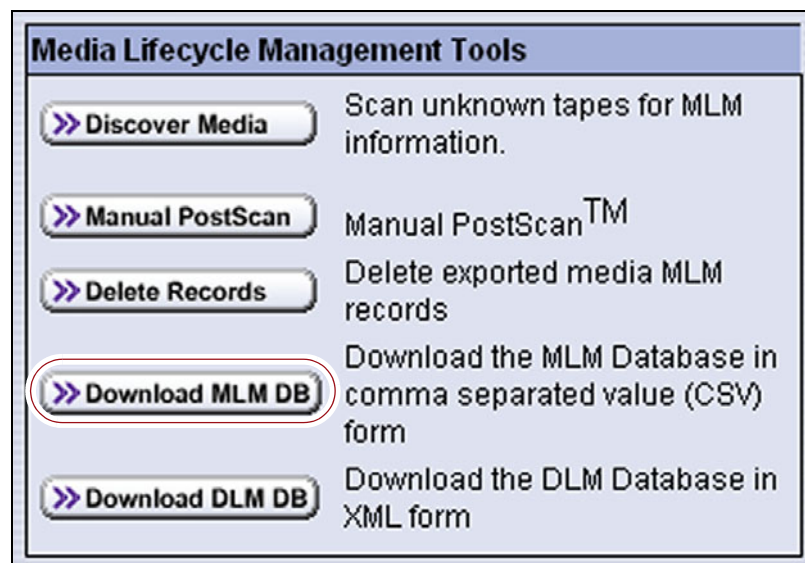 Media Lifecycle Management Tools
>> Discover Media
Scan unknown tapes for MLM
information.
>> Manual PostScan
Manual PostScan™
>> Delete Records
Delete exported media MLM
records
>> Download MLM DB
Download the MLM Database in
comma separated value (CSV)
form
>> Download DLM DB
Download the DLM Database in
XML form